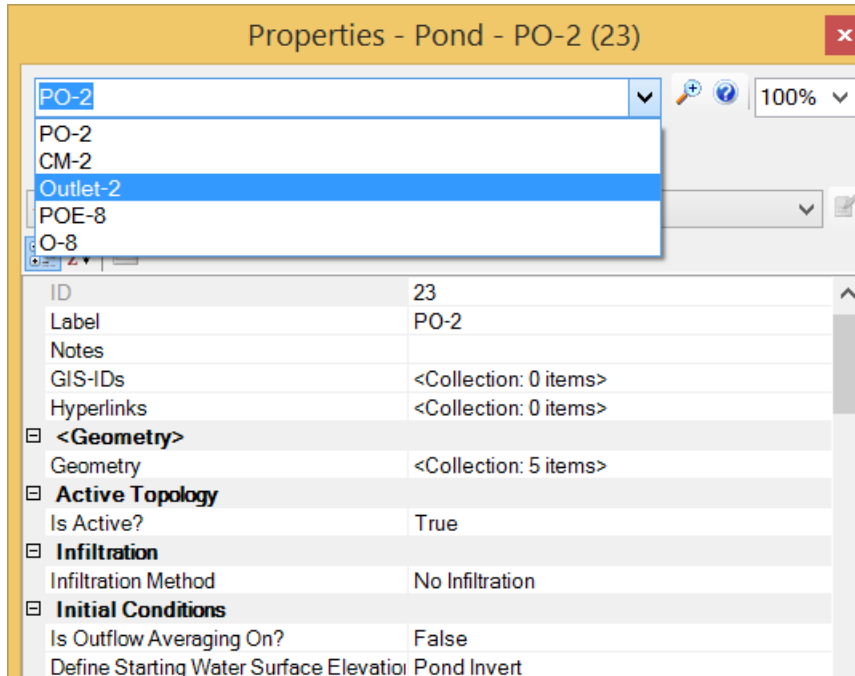 Properties - Pond - PO-2 (23)
PO-2 100%
PO-2
CM-2
Outlet-2
POE-8
O-8
ID 23
Label PO-2
Notes
GIS-IDs <Collection: 0 items>
Hyperlinks <Collection: 0 items>
<Geometry>
Geometry <Collection: 5 items>
Active Topology
Is Active? True
Infiltration
Infiltration Method No Infiltration
Initial Conditions
Is Outflow Averaging On? False
Define Starting Water Surface Elevation Pond Invert